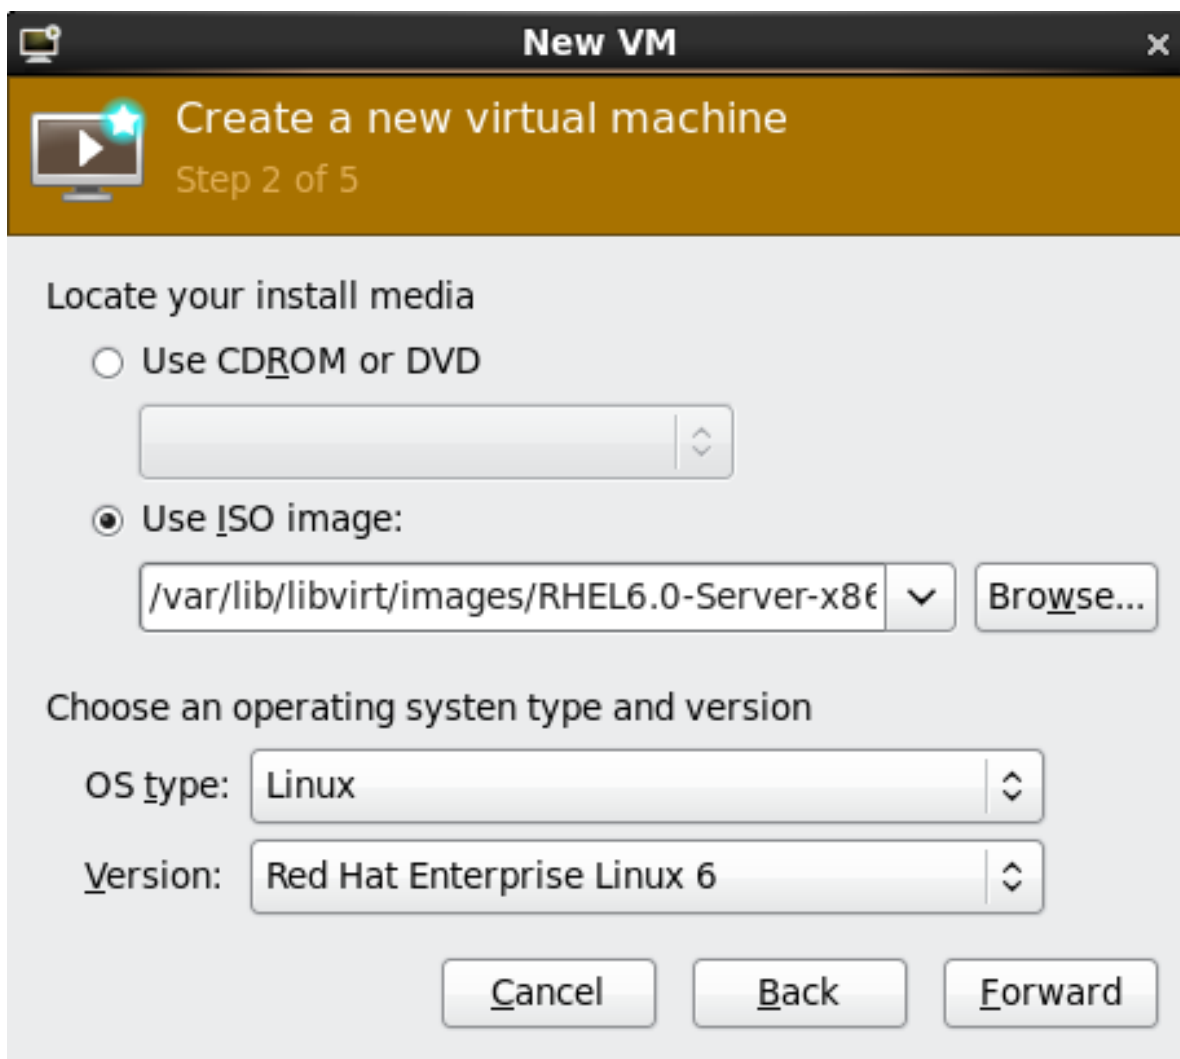 New VM
Create a new virtual machine
Step 2 of 5
Locate your install media
Use CDROM or DVD
Use ISO image:
/var/lib/libvirt/images/RHEL6.0-Server-x86
Browse...
Choose an operating systen type and version
OS type: Linux
Version: Red Hat Enterprise Linux 6
Cancel Back Forward